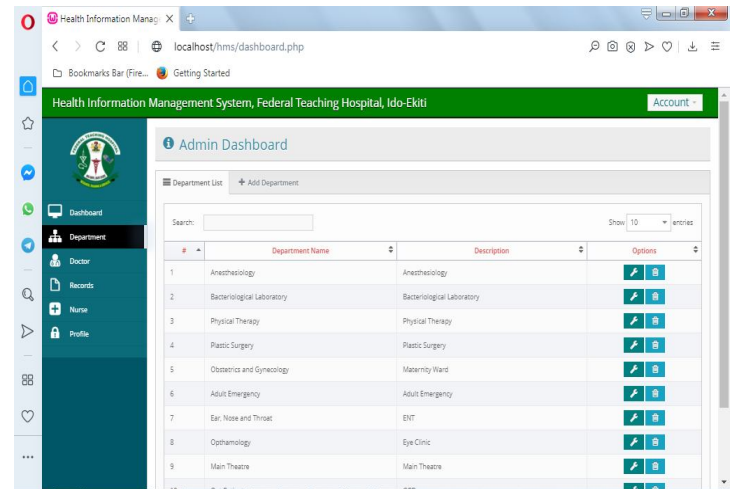 Health Information Manag
localhost/hms/dashboard.php
Bookmarks Bar (Fire... Getting Started
Health Information Management System, Federal Teaching Hospital, Ido-Ekiti Account
Admin Dashboard
Department List + Add Department
Dashboard
Department
Doctor
Records
Nurse
Profile
Search: Show 10 entries
# Department Name Description Options
1 Anesthesiology Anesthesiology
2 Bacteriological Laboratory Bacteriological Laboratory
3 Physical Therapy Physical Therapy
4 Plastic Surgery Plastic Surgery
5 Obstetrics and Gynecology Maternity Ward
6 Adult Emergency Adult Emergency
7 Ear, Nose and Throat ENT
8 Opthamology Eye Clinic
9 Main Theatre Main Theatre